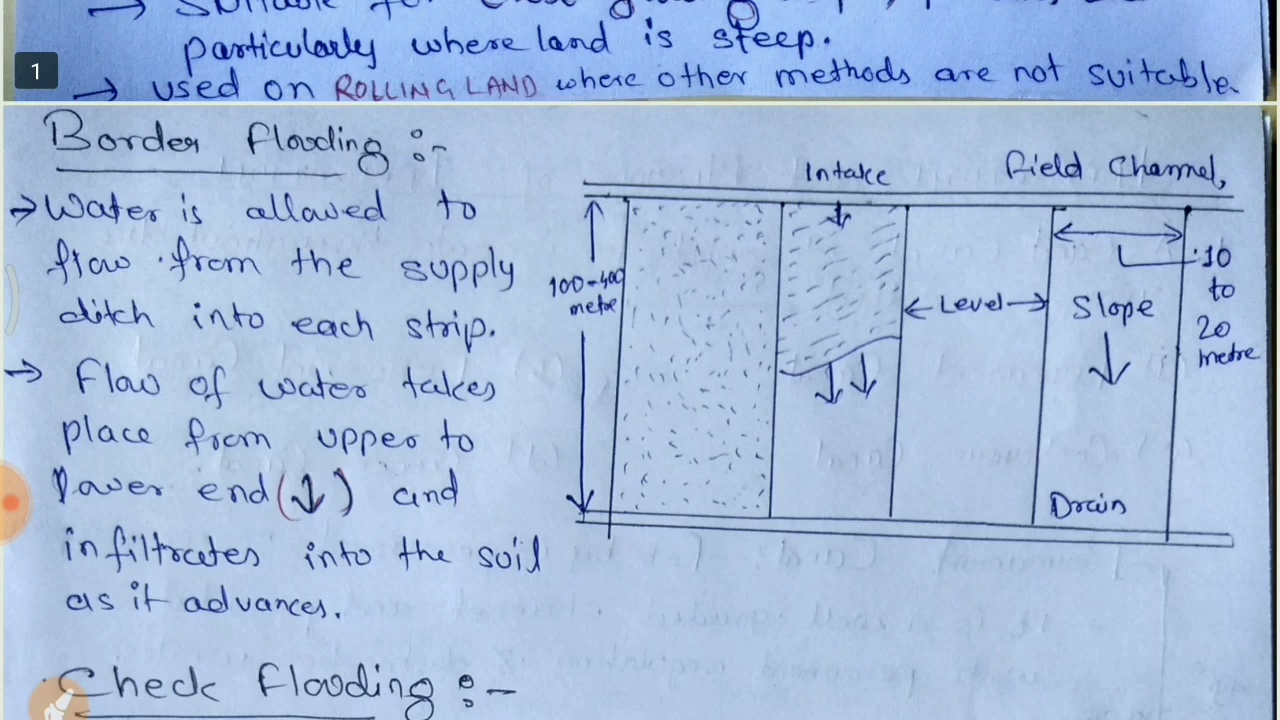 particularly where land is steep.
1
→ used on ROLLING LAND where other methods are not suitable.
Border flooding :-
→ Water is allowed to
flow from the supply
ditch into each strip.
→ Flow of water takes
place from upper to
lower end (↓) and
infiltrates into the soil
as it advances.
Intake
field Channel,
100-400
metre
← Level →
Slope
10
to
20
metre
Drain
Check flooding :-